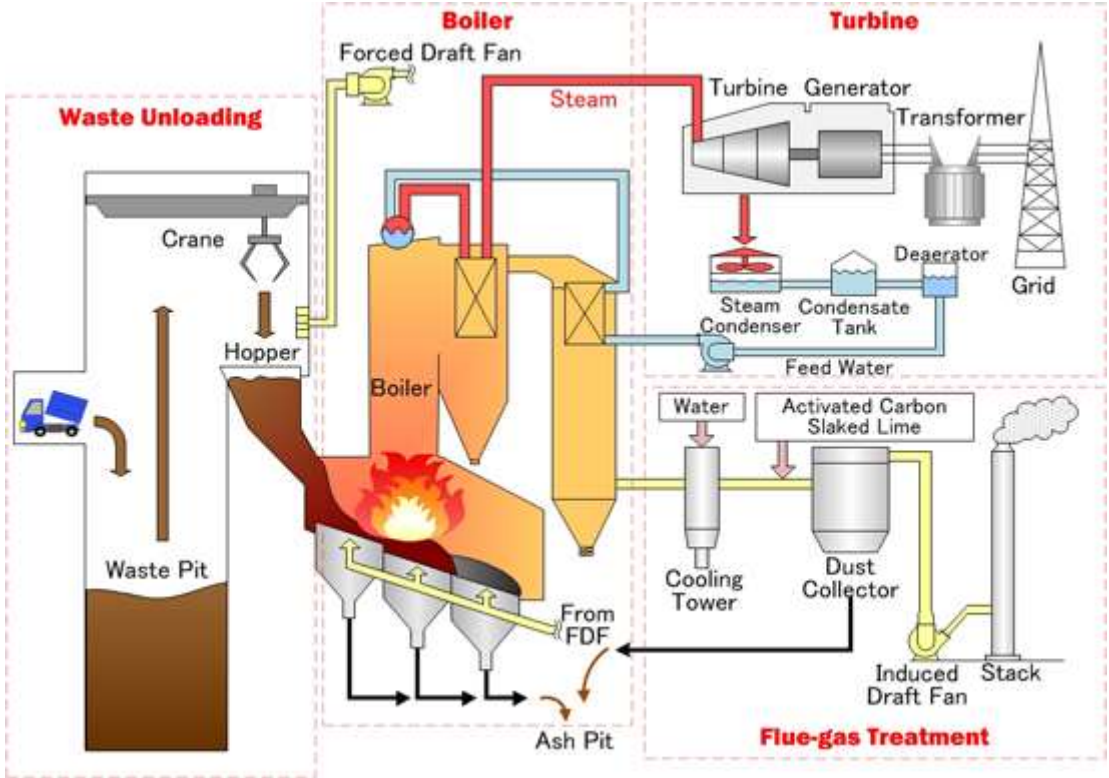 Boiler
Turbine
Forced Draft Fan
Steam
Turbine Generator
Transformer
Waste Unloading
Crane
Deaerator
Steam
Condenser
Condensate
Tank
Grid
Hopper
Feed Water
Boiler
Water
Activated Carbon
Slaked Lime
Waste Pit
Cooling
Tower
Dust
Collector
From
FDF
Induced
Draft Fan
Stack
Ash Pit
Flue-gas Treatment